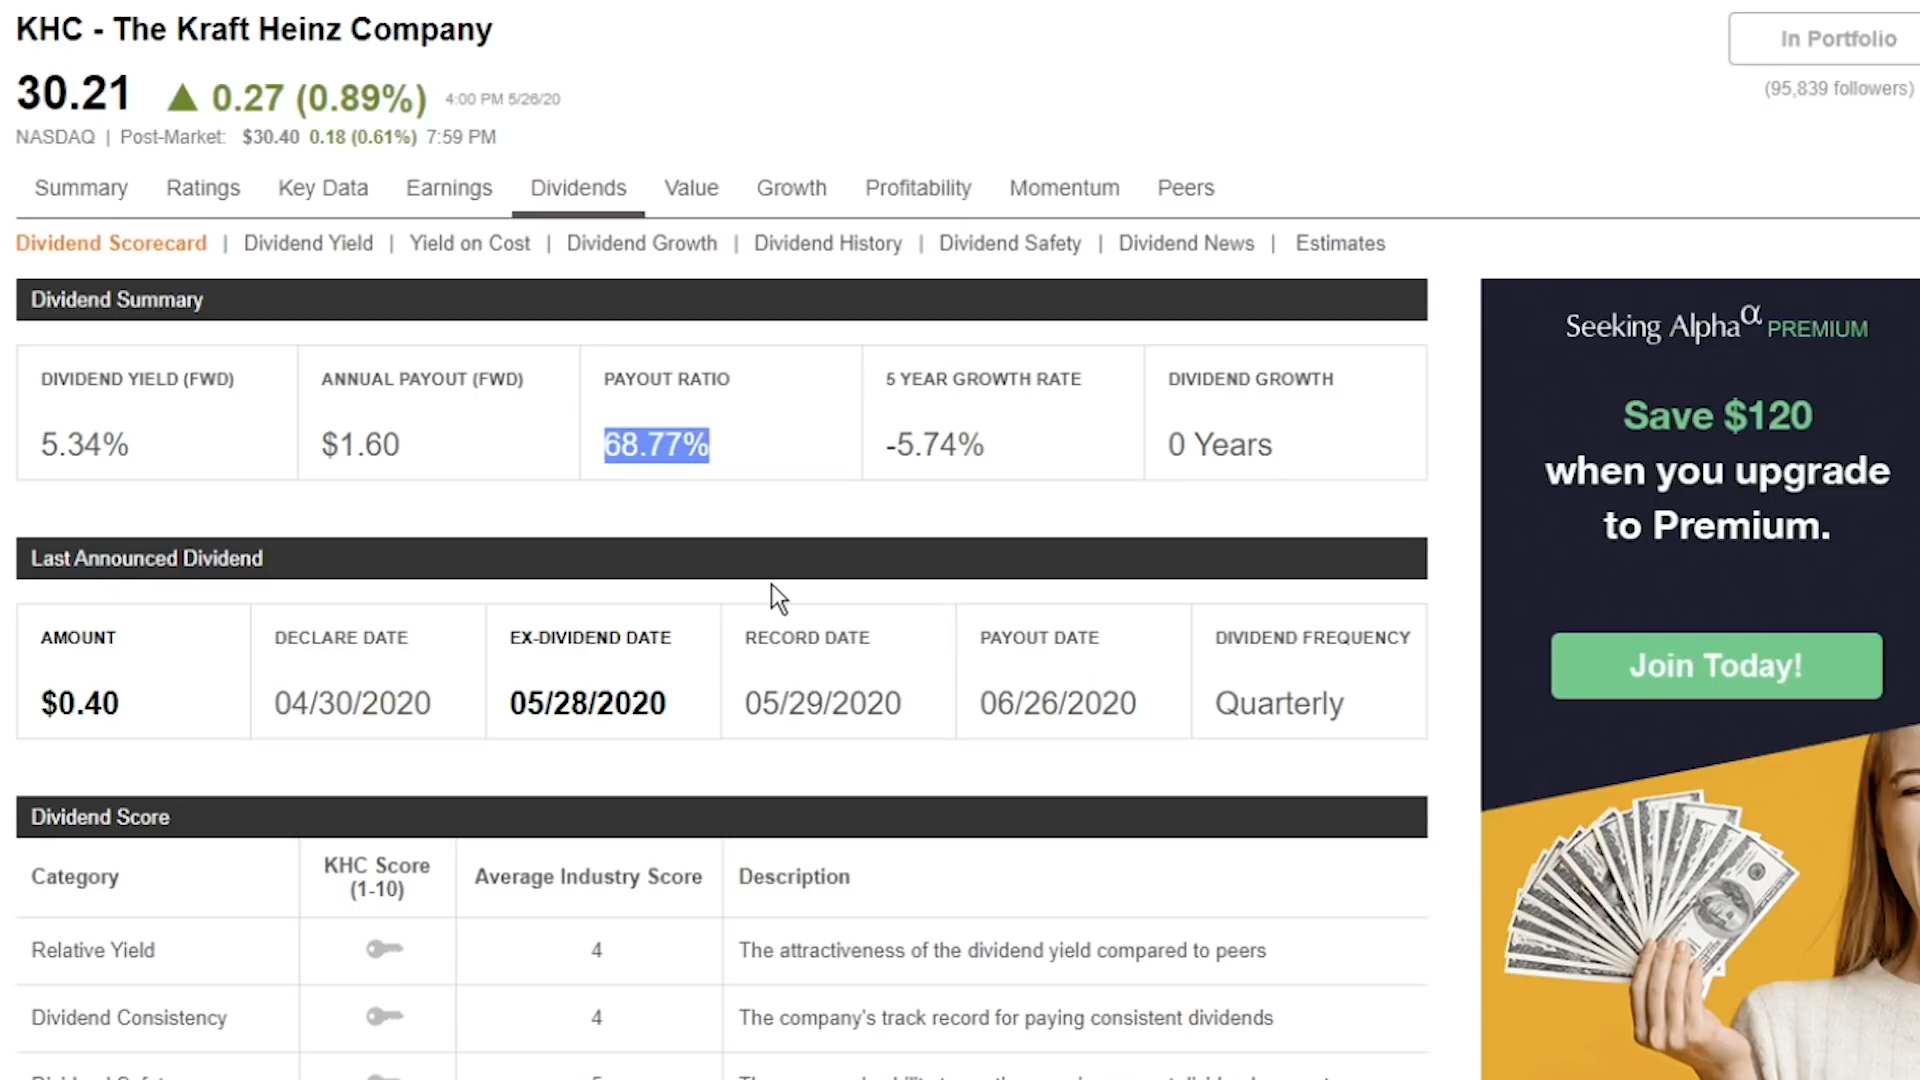 KHC - The Kraft Heinz Company
In Portfolio
30.21 ▲ 0.27 (0.89%) 4:00 PM 5/26/20
(95,839 followers)
NASDAQ | Post-Market: $30.40 0.18 (0.61%) 7:59 PM
Summary Ratings Key Data Earnings Dividends Value Growth Profitability Momentum Peers
Dividend Scorecard | Dividend Yield | Yield on Cost | Dividend Growth | Dividend History | Dividend Safety | Dividend News | Estimates
Dividend Summary
DIVIDEND YIELD (FWD) ANNUAL PAYOUT (FWD) PAYOUT RATIO 5 YEAR GROWTH RATE DIVIDEND GROWTH
5.34% $1.60 68.77% -5.74% 0 Years
Last Announced Dividend
AMOUNT DECLARE DATE EX-DIVIDEND DATE RECORD DATE PAYOUT DATE DIVIDEND FREQUENCY
$0.40 04/30/2020 05/28/2020 05/29/2020 06/26/2020 Quarterly
Dividend Score
Category KHC Score (1-10) Average Industry Score Description
Relative Yield 4 The attractiveness of the dividend yield compared to peers
Dividend Consistency 4 The company's track record for paying consistent dividends
Seeking Alphaα PREMIUM
Save $120
when you upgrade
to Premium.
Join Today!